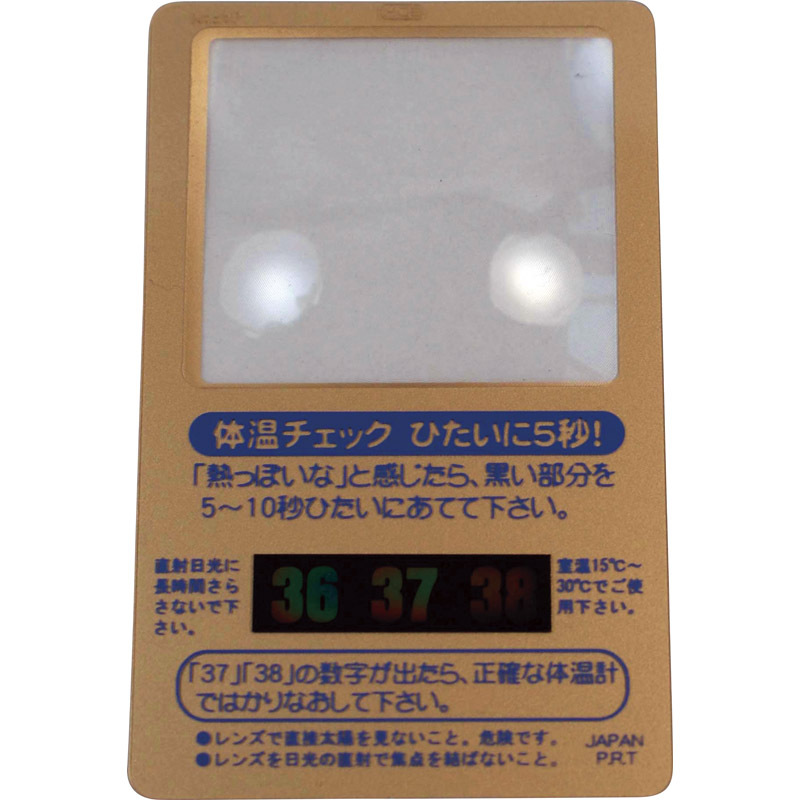 体温チェック ひたいに5秒!
「熱っぽいな」と感じたら、黒い部分を
5～10秒ひたいにあてて下さい。
直射日光に
長時間さら
さないで下
さい。
36 37 38
室温15℃～
30℃でご使
用下さい。
「37」「38」の数字が出たら、正確な体温計
ではかりなおして下さい。
●レンズで直接太陽を見ないこと。危険です。
●レンズを日光の直射で焦点を結ばないこと。
JAPAN
P.R.T